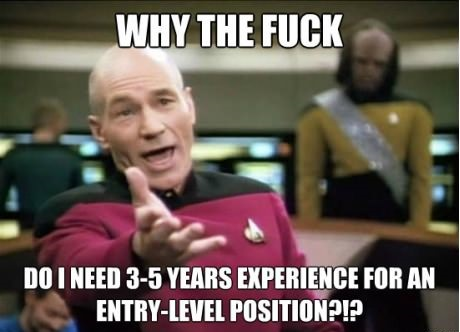 WHY THE FUCK
DO I NEED 3-5 YEARS EXPERIENCE FOR AN
ENTRY-LEVEL POSITION?!?